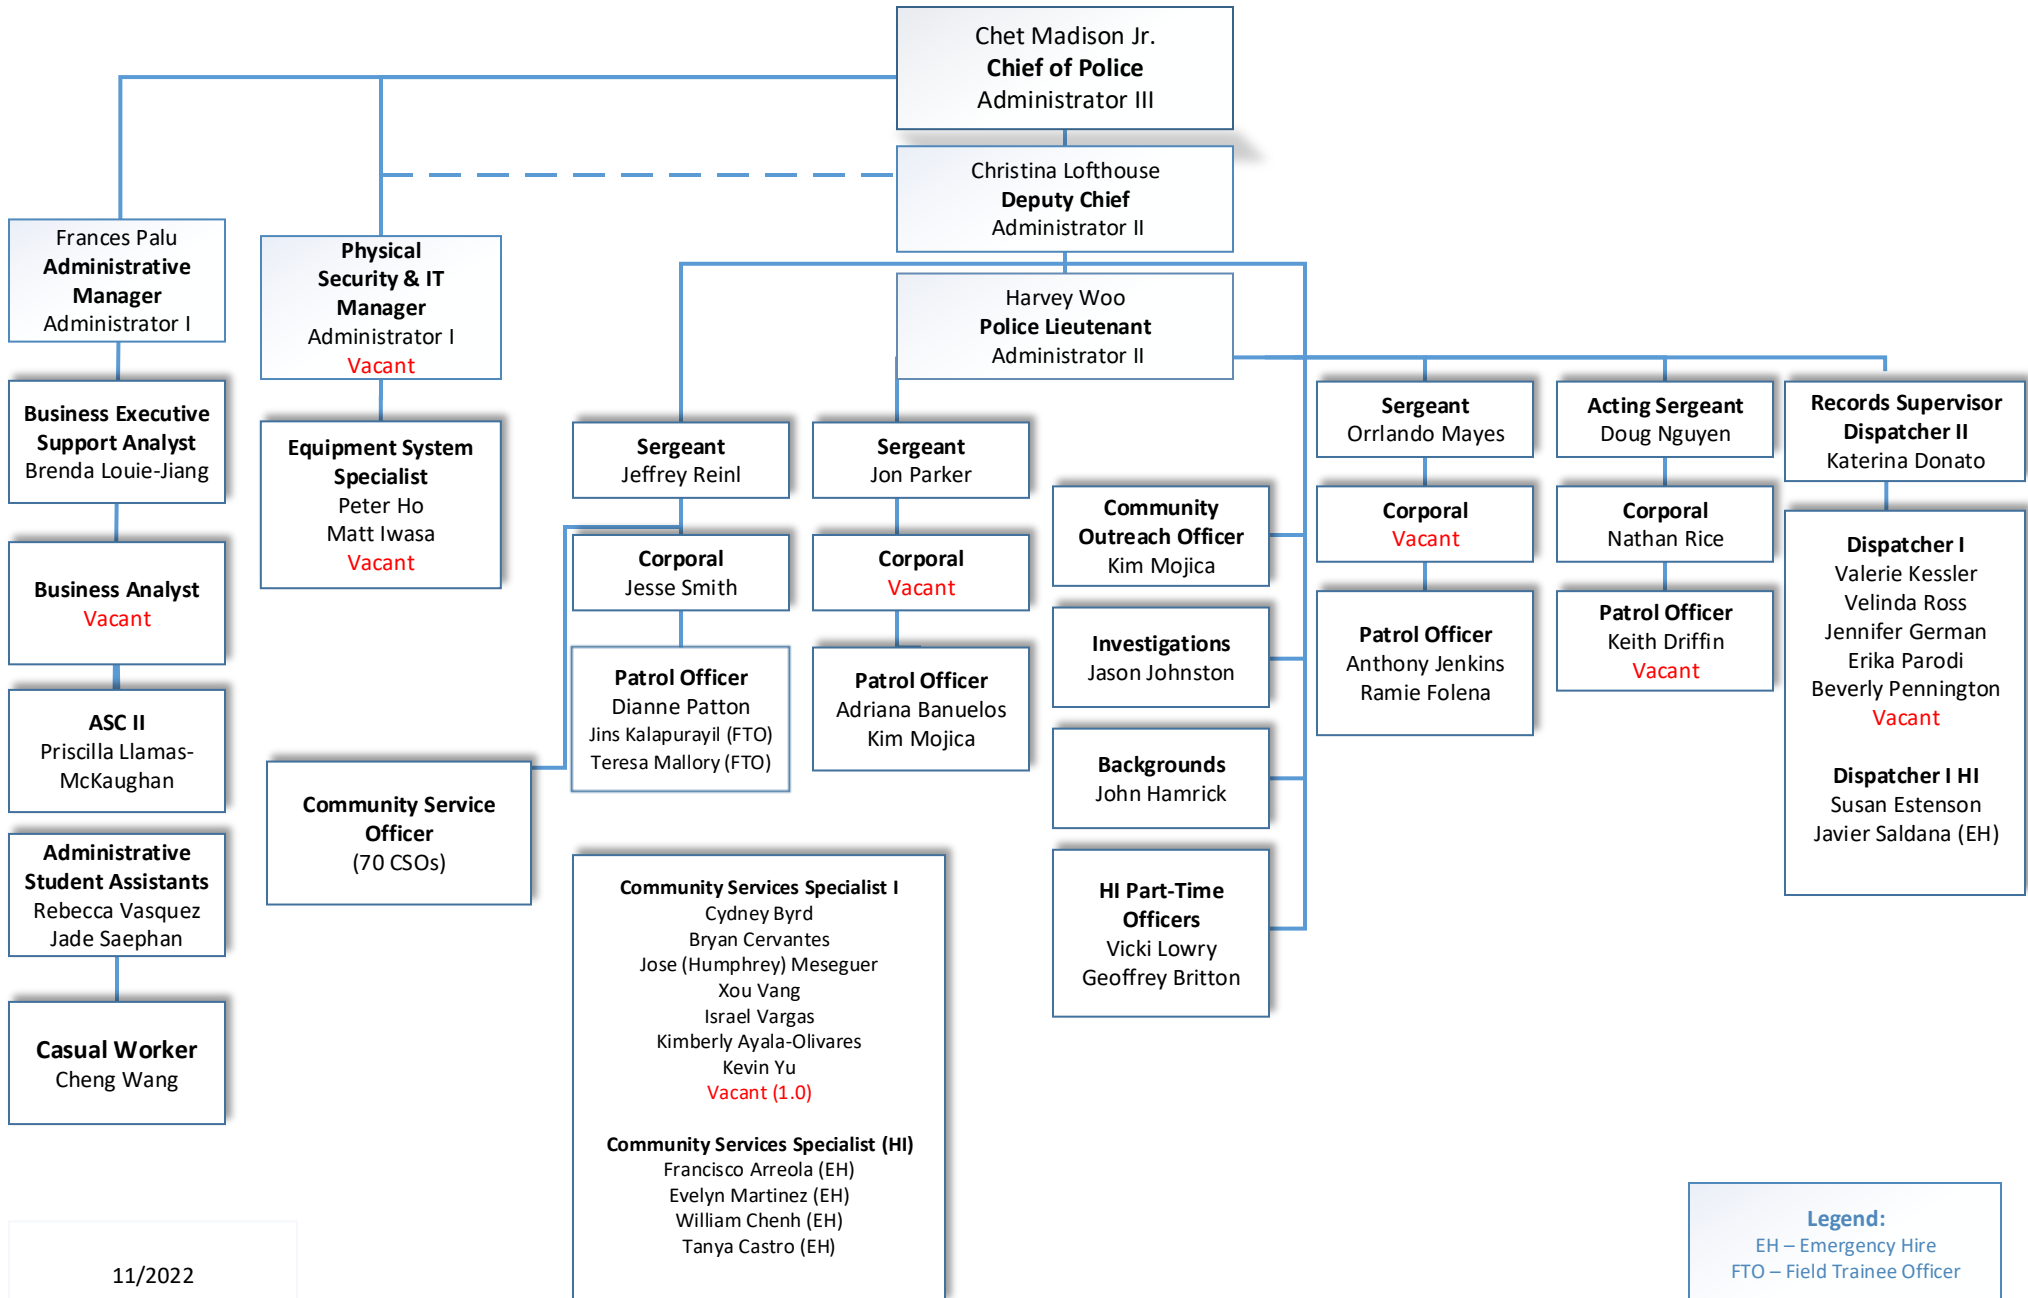 Chet Madison Jr.
Chief of Police
Administrator III
Christina Lofthouse
Deputy Chief
Administrator II
Frances Palu
Administrative
Manager
Administrator I
Physical
Security & IT
Manager
Administrator I
Vacant
Harvey Woo
Police Lieutenant
Administrator II
Business Executive
Support Analyst
Brenda Louie-Jiang
Equipment System
Specialist
Peter Ho
Matt Iwasa
Vacant
Sergeant
Jeffrey Reinl
Sergeant
Jon Parker
Sergeant
Orrlando Mayes
Acting Sergeant
Doug Nguyen
Records Supervisor
Dispatcher II
Katerina Donato
Business Analyst
Vacant
Corporal
Jesse Smith
Corporal
Vacant
Community
Outreach Officer
Kim Mojica
Corporal
Vacant
Corporal
Nathan Rice
Dispatcher I
Valerie Kessler
Velinda Ross
Jennifer German
Erika Parodi
Beverly Pennington
Vacant
Dispatcher I HI
Susan Estenson
Javier Saldana (EH)
ASC II
Priscilla Llamas-
McKaughan
Patrol Officer
Dianne Patton
Jins Kalapurayil (FTO)
Teresa Mallory (FTO)
Patrol Officer
Adriana Banuelos
Kim Mojica
Investigations
Jason Johnston
Patrol Officer
Anthony Jenkins
Ramie Folena
Patrol Officer
Keith Driffin
Vacant
Backgrounds
John Hamrick
Community Service
Officer
(70 CSOs)
Administrative
Student Assistants
Rebecca Vasquez
Jade Saephan
HI Part-Time
Officers
Vicki Lowry
Geoffrey Britton
Community Services Specialist I
Cydney Byrd
Bryan Cervantes
Jose (Humphrey) Meseguer
Xou Vang
Israel Vargas
Kimberly Ayala-Olivares
Kevin Yu
Vacant (1.0)
Community Services Specialist (HI)
Francisco Arreola (EH)
Evelyn Martinez (EH)
William Chenh (EH)
Tanya Castro (EH)
Casual Worker
Cheng Wang
11/2022
Legend:
EH – Emergency Hire
FTO – Field Trainee Officer